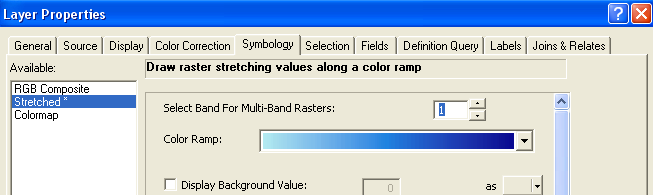 Layer Properties
General Source Display Color Correction Symbology Selection Fields Definition Query Labels Joins & Relates
Available:
RGB Composite
Stretched *
Colormap
Draw raster stretching values along a color ramp
Select Band For Multi-Band Rasters: 1
Color Ramp:
Display Background Value: 0 as